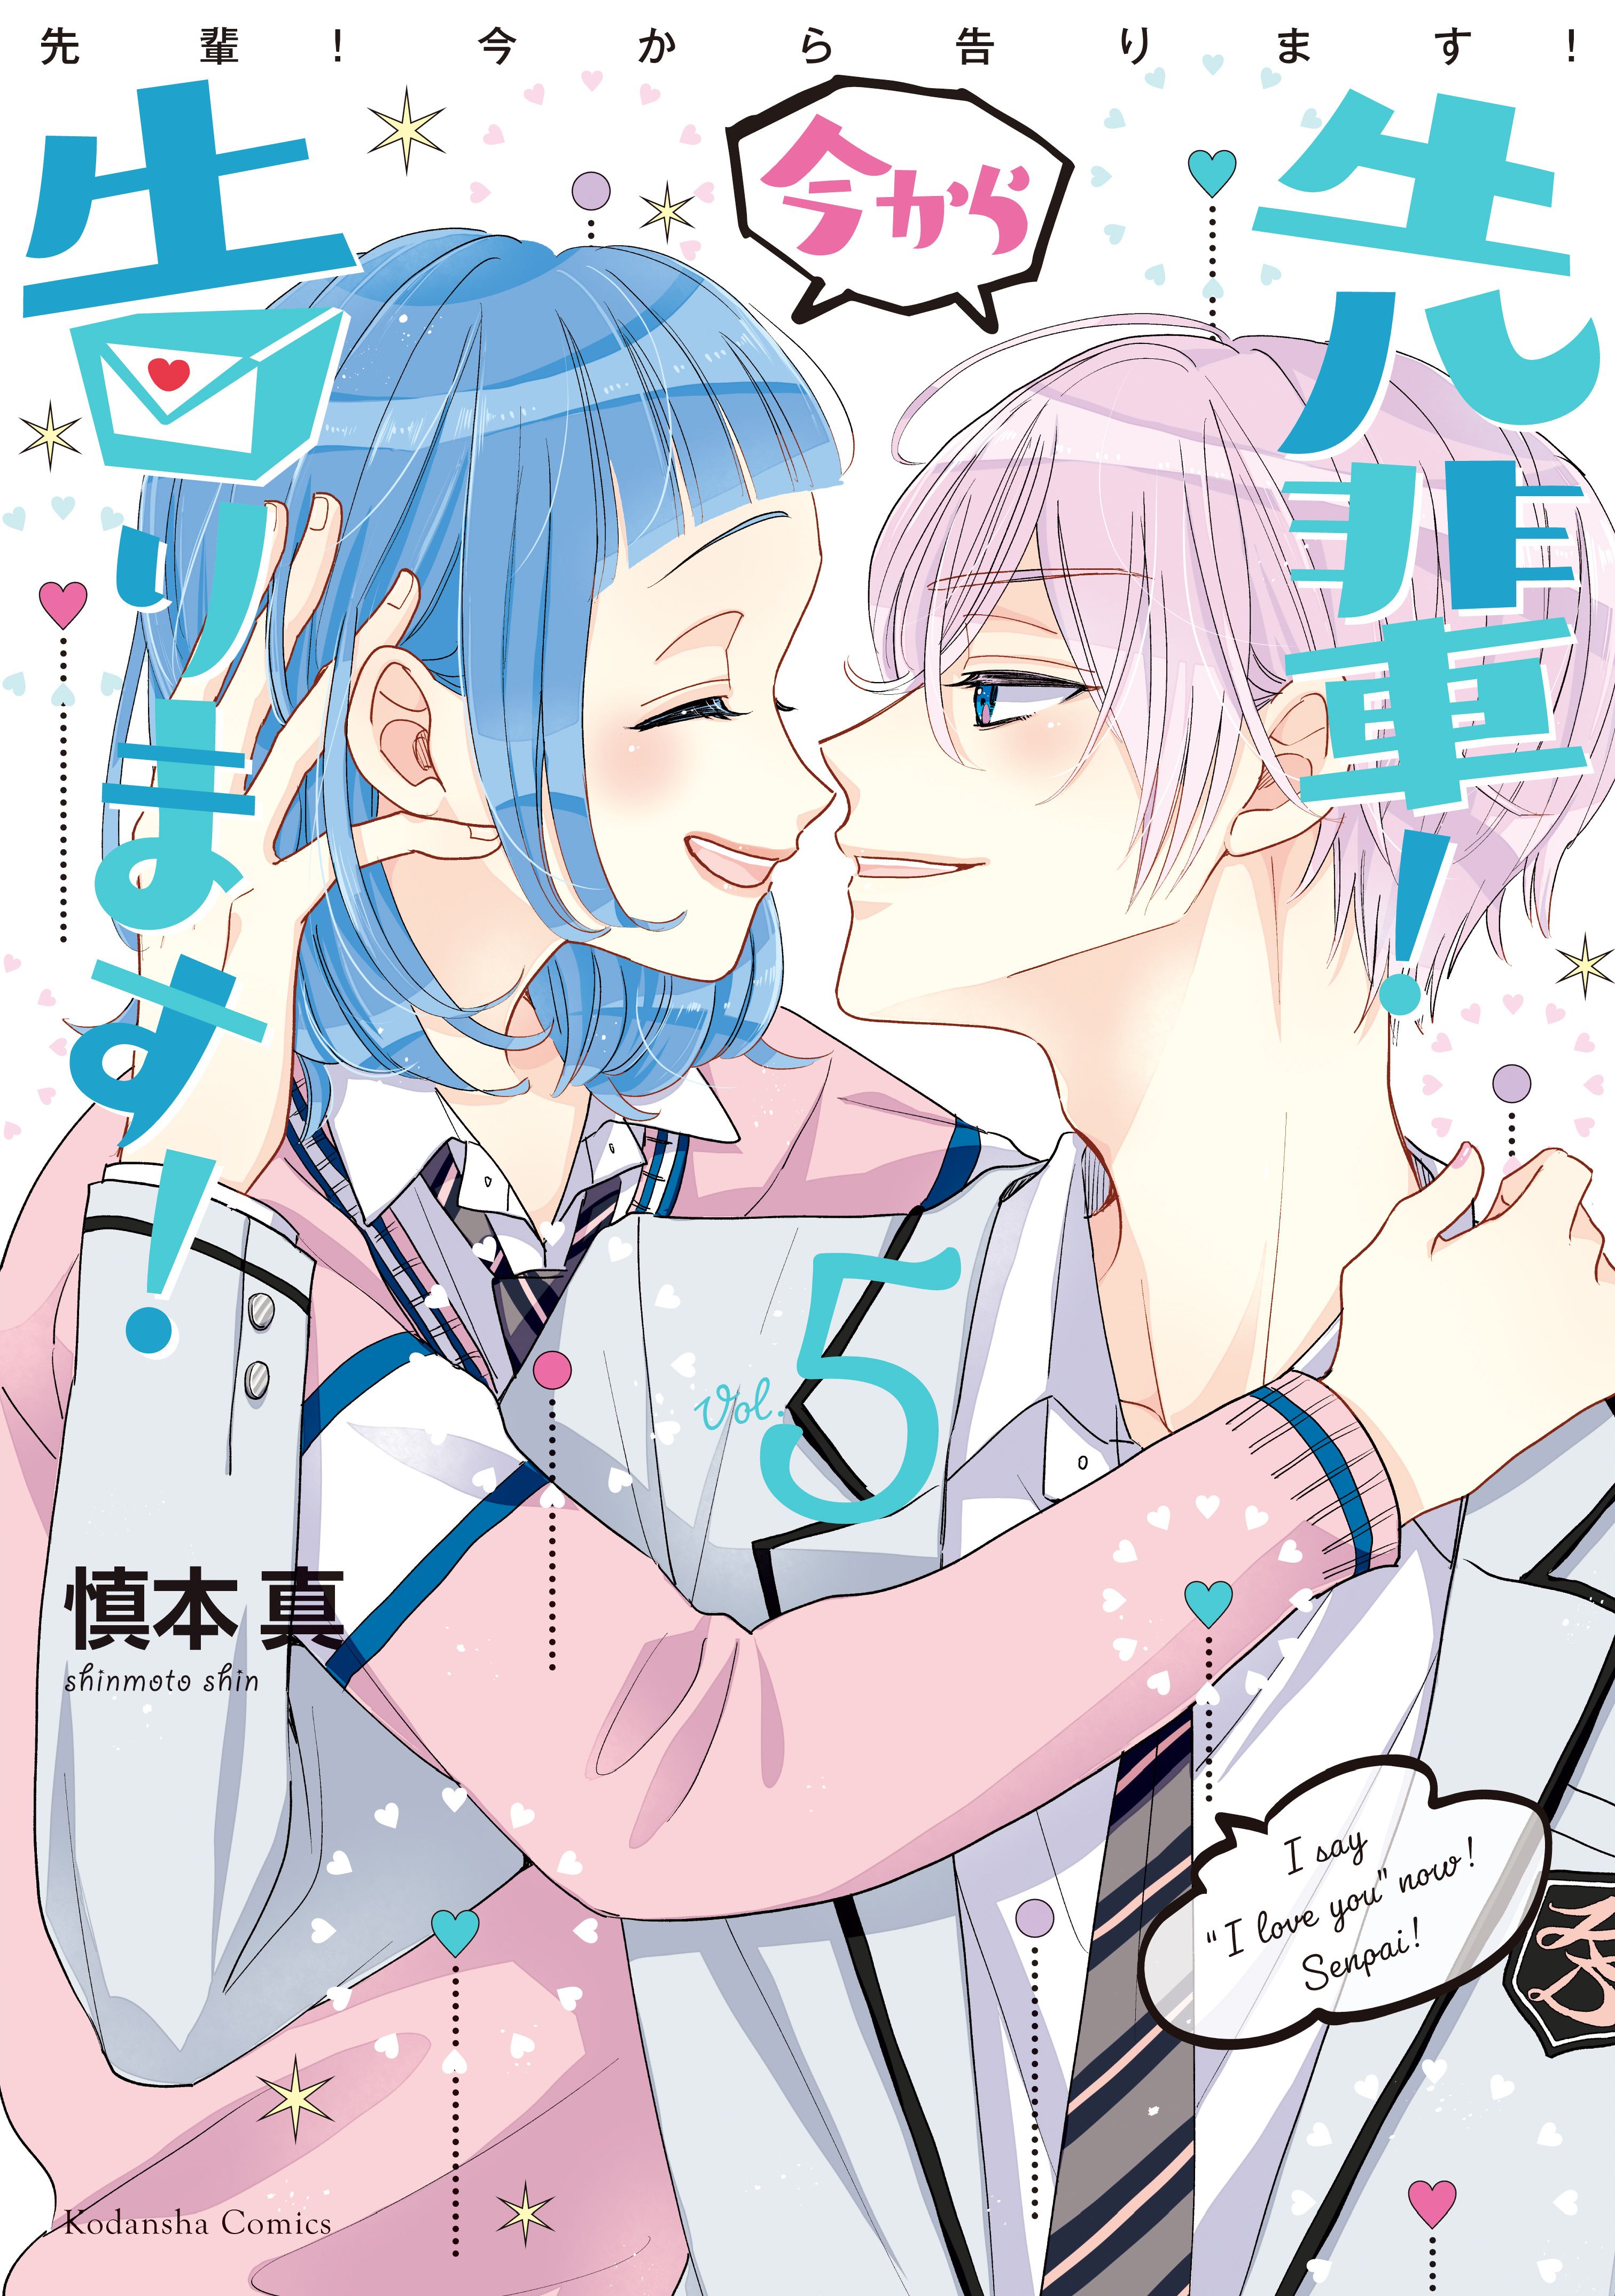 先輩！今から告ります！
先輩！
今から
告ります！
Vol.5
慎本真
shinmoto shin
I say
"I love you" now!
Senpai!
Kodansha Comics